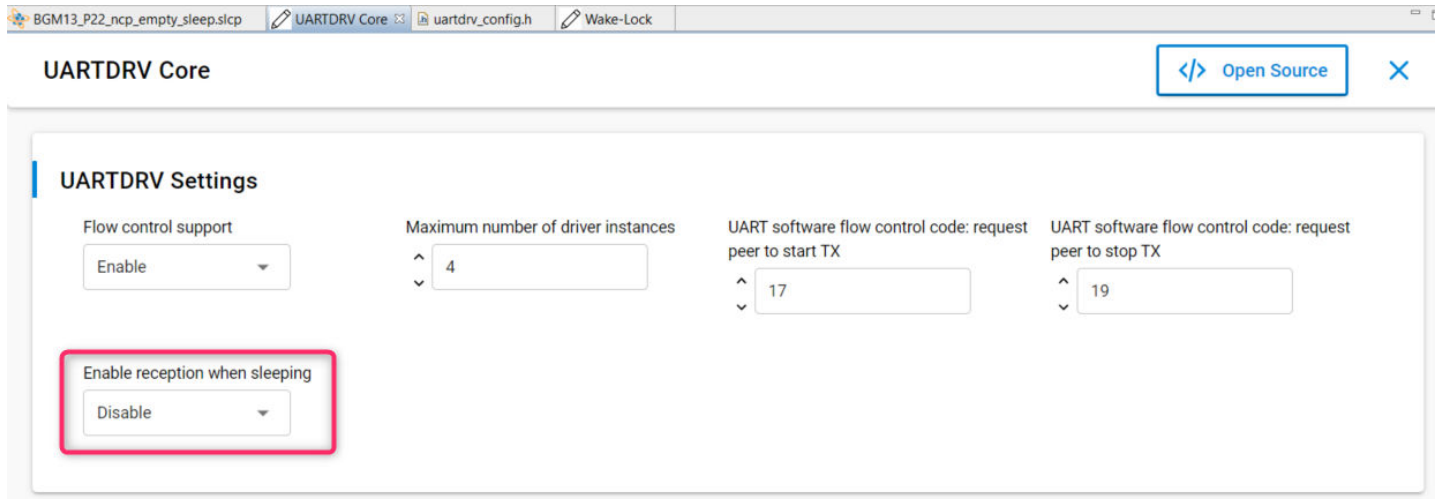 BGM13_P22_ncp_empty_sleep.slcp UARTDRV Core uartdrv_config.h Wake-Lock
UARTDRV Core
</> Open Source
UARTDRV Settings
Flow control support
Enable
Maximum number of driver instances
4
UART software flow control code: request
peer to start TX
17
UART software flow control code: request
peer to stop TX
19
Enable reception when sleeping
Disable